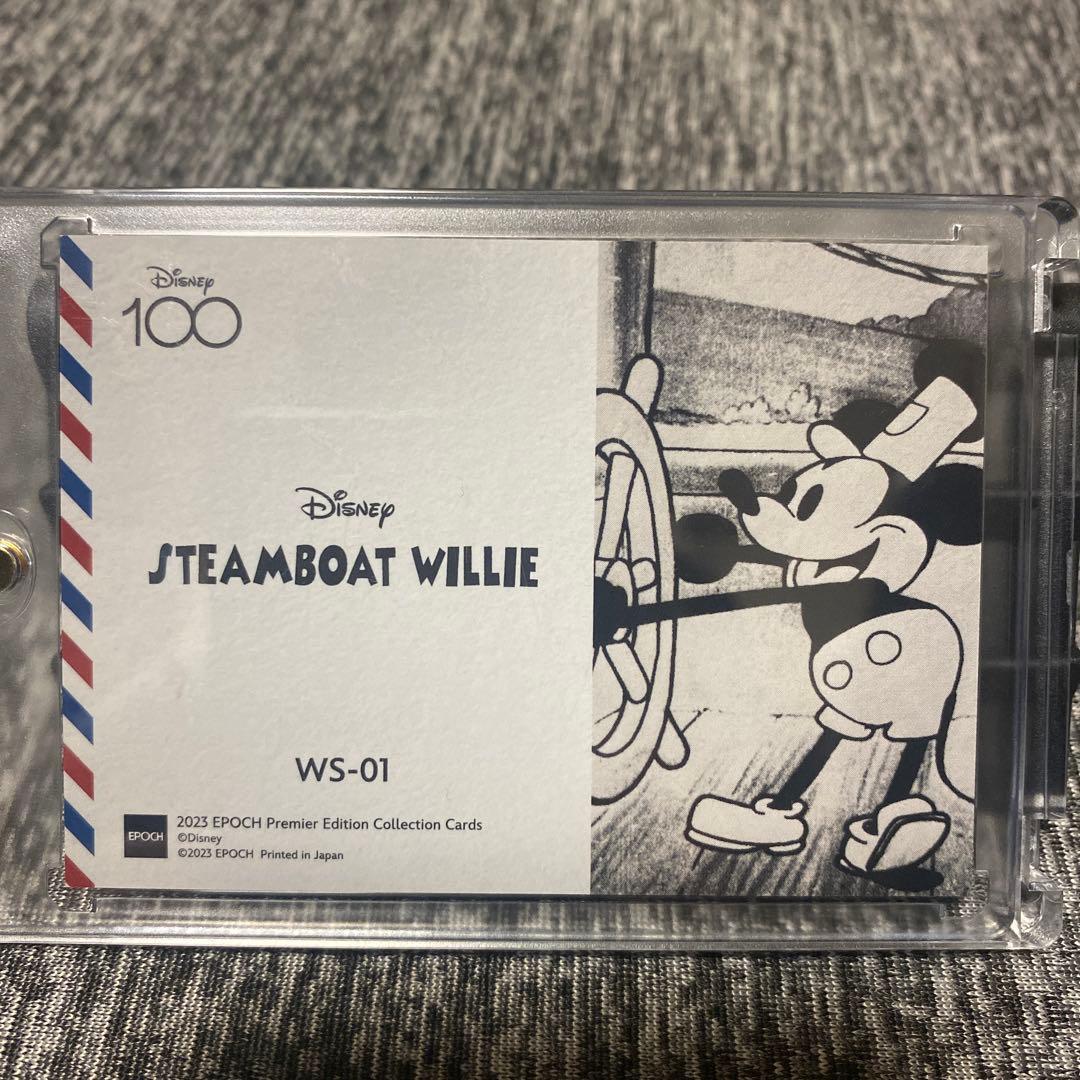 Disney
100
Disney
STEAMBOAT WILLIE
WS-01
EPOCH
2023 EPOCH Premier Edition Collection Cards
©Disney
©2023 EPOCH Printed in Japan